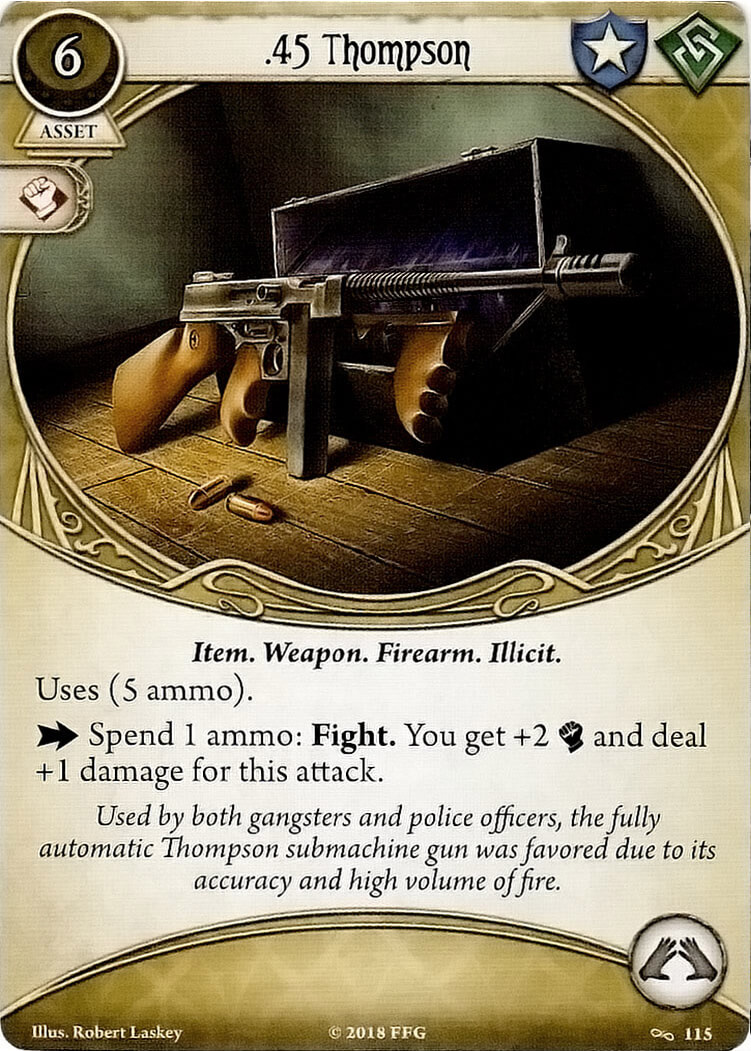 6
.45 Thompson
ASSET
Item. Weapon. Firearm. Illicit.
Uses (5 ammo).
Spend 1 ammo: Fight. You get +2 and deal
+1 damage for this attack.
Used by both gangsters and police officers, the fully
automatic Thompson submachine gun was favored due to its
accuracy and high volume of fire.
Illus. Robert Laskey
© 2018 FFG
115